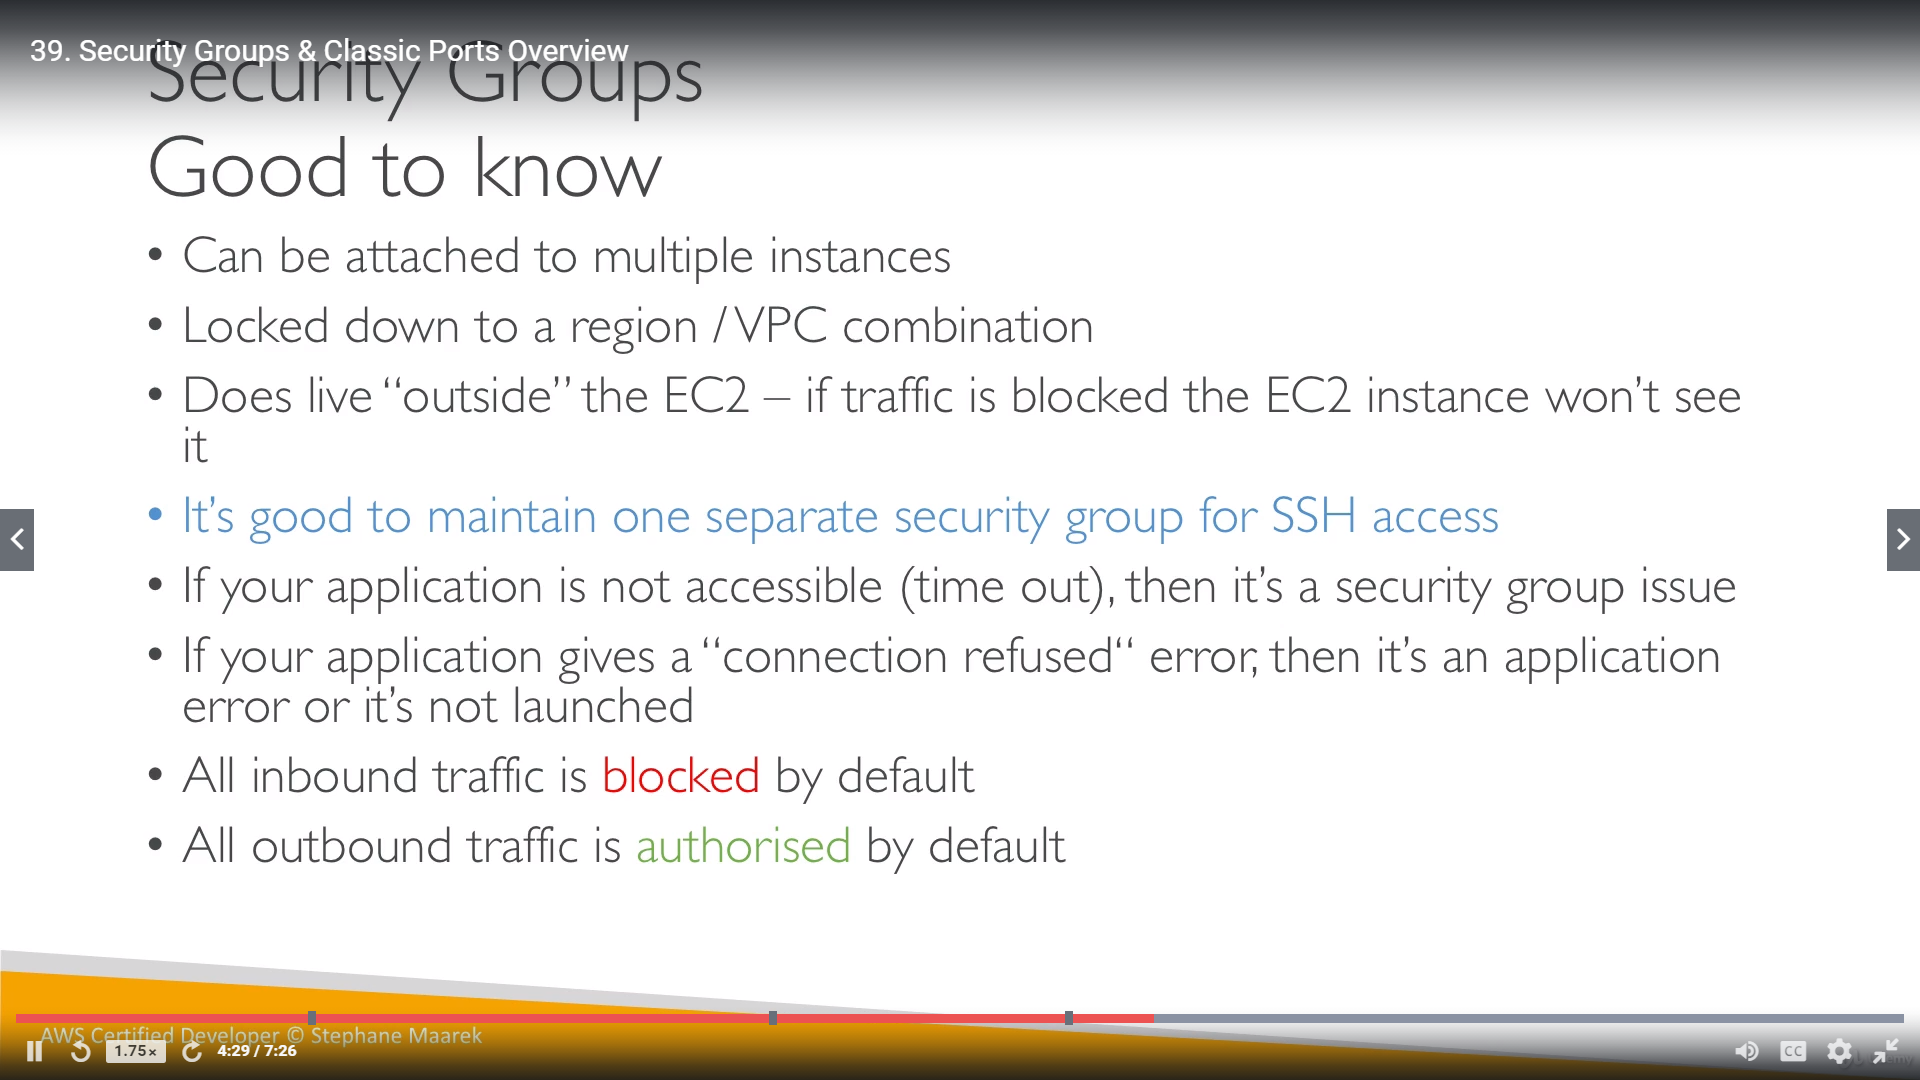 39. Security Groups & Classic Ports Overview
Security Groups
Good to know
• Can be attached to multiple instances
• Locked down to a region / VPC combination
• Does live “outside” the EC2 – if traffic is blocked the EC2 instance won’t see
it
• It’s good to maintain one separate security group for SSH access
• If your application is not accessible (time out), then it’s a security group issue
• If your application gives a “connection refused“ error, then it’s an application
error or it’s not launched
• All inbound traffic is blocked by default
• All outbound traffic is authorised by default
AWS Certified Developer © Stephane Maarek
1.75× 4:29 / 7:26 CC